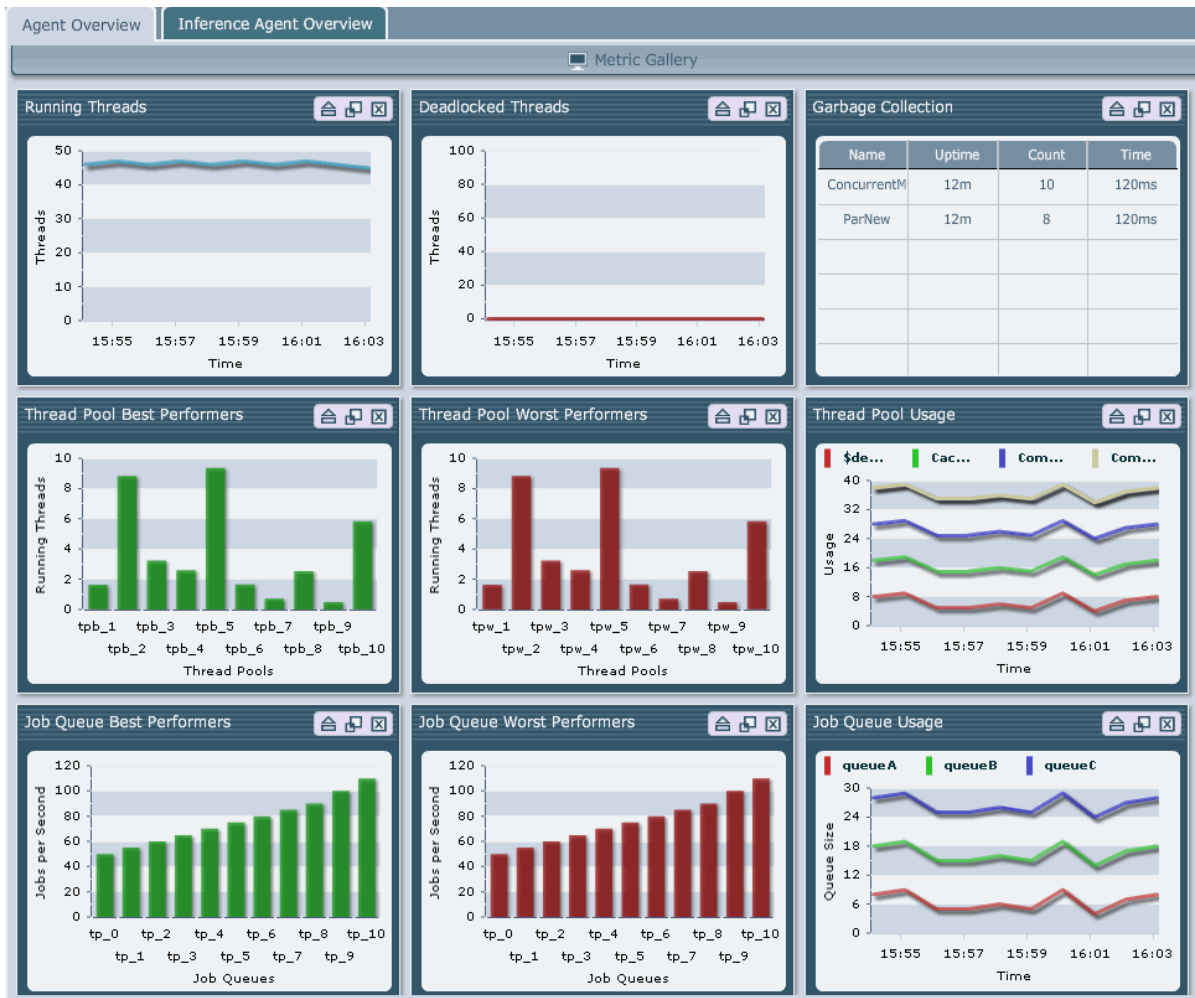 Agent Overview
Inference Agent Overview
Metric Gallery
Running Threads
50
40
30
20
10
0
Threads
15:55 15:57 15:59 16:01 16:03
Time
Deadlocked Threads
100
80
60
40
20
0
Threads
15:55 15:57 15:59 16:01 16:03
Time
Garbage Collection
Name Uptime Count Time
ConcurrentM 12m 10 120ms
ParNew 12m 8 120ms
Thread Pool Best Performers
10
8
6
4
2
0
Running Threads
tpb_1 tpb_3 tpb_5 tpb_7 tpb_9
tpb_2 tpb_4 tpb_6 tpb_8 tpb_10
Thread Pools
Thread Pool Worst Performers
10
8
6
4
2
0
Running Threads
tpw_1 tpw_3 tpw_5 tpw_7 tpw_9
tpw_2 tpw_4 tpw_6 tpw_8 tpw_10
Thread Pools
Thread Pool Usage
$de... Cac... Com... Com...
40
32
24
16
8
0
Usage
15:55 15:57 15:59 16:01 16:03
Time
Job Queue Best Performers
120
100
80
60
40
20
0
Jobs per Second
tp_0 tp_2 tp_4 tp_6 tp_8 tp_10
tp_1 tp_3 tp_5 tp_7 tp_9
Job Queues
Job Queue Worst Performers
120
100
80
60
40
20
0
Jobs per Second
tp_0 tp_2 tp_4 tp_6 tp_8 tp_10
tp_1 tp_3 tp_5 tp_7 tp_9
Job Queues
Job Queue Usage
queueA queueB queueC
30
24
18
12
6
0
Queue Size
15:55 15:57 15:59 16:01 16:03
Time